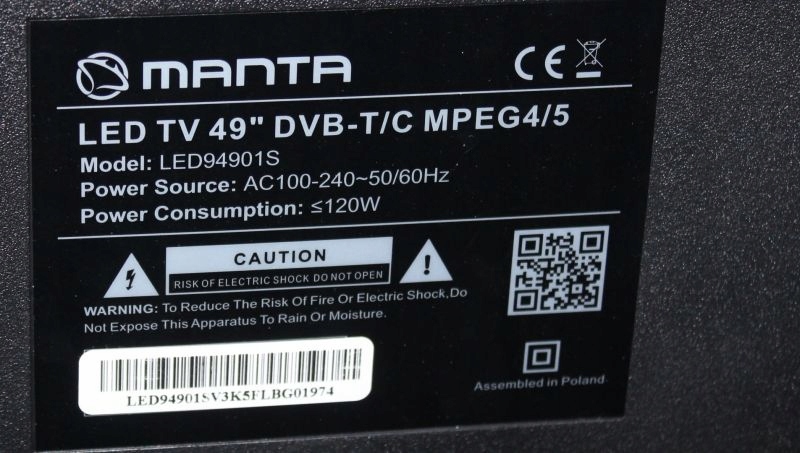 MANTA
CE
LED TV 49" DVB-T/C MPEG4/5
Model: LED94901S
Power Source: AC100-240~50/60Hz
Power Consumption: ≤120W
CAUTION
RISK OF ELECTRIC SHOCK DO NOT OPEN
WARNING: To Reduce The Risk Of Fire Or Electric Shock,Do
Not Expose This Apparatus To Rain Or Moisture.
LED94901SV3K5FLBG01974
Assembled in Poland